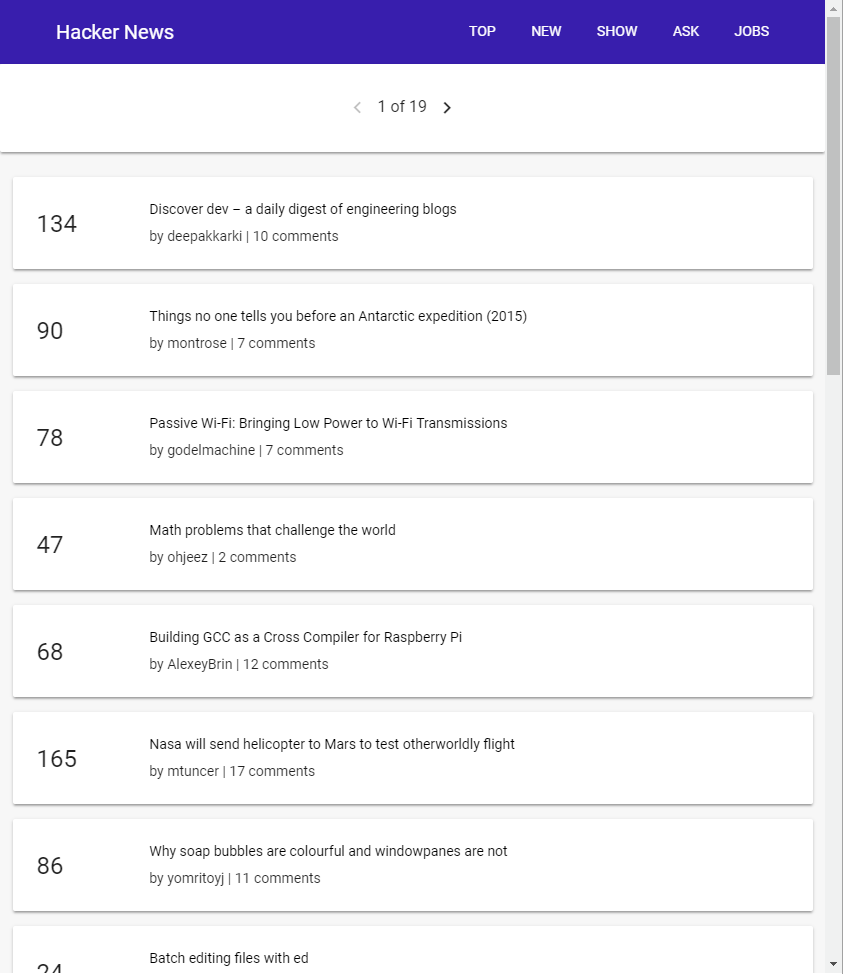 Hacker News TOP NEW SHOW ASK JOBS
1 of 19
134
Discover dev – a daily digest of engineering blogs
by deepakkarki | 10 comments
90
Things no one tells you before an Antarctic expedition (2015)
by montrose | 7 comments
78
Passive Wi-Fi: Bringing Low Power to Wi-Fi Transmissions
by godelmachine | 7 comments
47
Math problems that challenge the world
by ohjeez | 2 comments
68
Building GCC as a Cross Compiler for Raspberry Pi
by AlexeyBrin | 12 comments
165
Nasa will send helicopter to Mars to test otherworldly flight
by mtuncer | 17 comments
86
Why soap bubbles are colourful and windowpanes are not
by yomritoyj | 11 comments
24
Batch editing files with ed